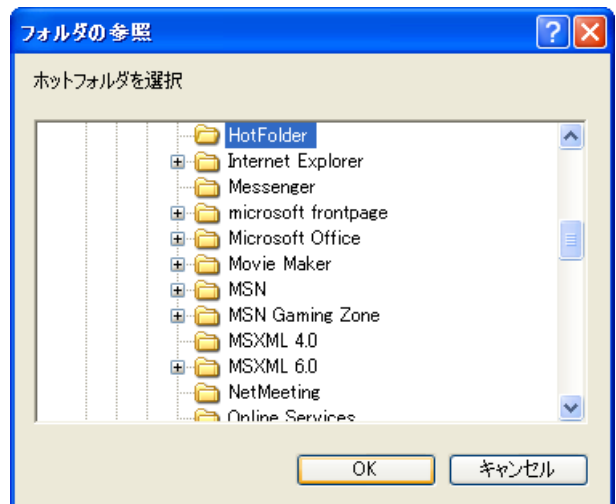 フォルダの参照
ホットフォルダを選択
HotFolder
Internet Explorer
Messenger
microsoft frontpage
Microsoft Office
Movie Maker
MSN
MSN Gaming Zone
MSXML 4.0
MSXML 6.0
NetMeeting
Online Services
OK キャンセル